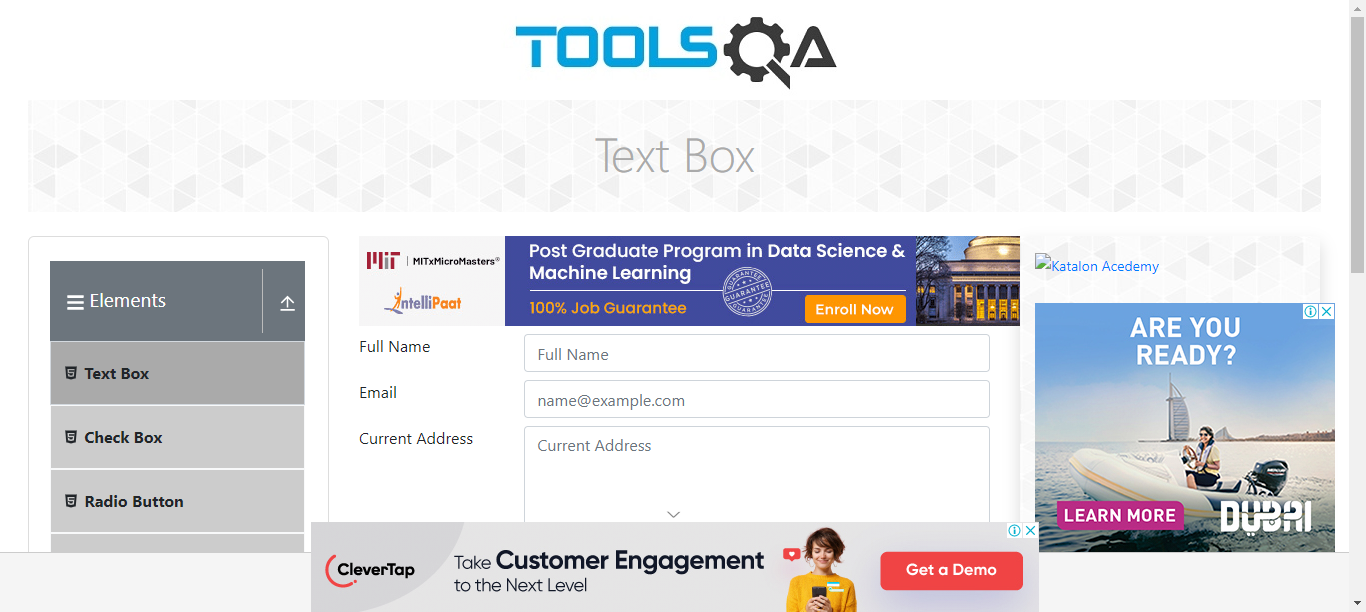 TOOLSQA
Text Box
Elements
Text Box
Check Box
Radio Button
MIT | MITxMicroMasters®
IntelliPaat
Post Graduate Program in Data Science &
Machine Learning
100% Job Guarantee
GUARANTEE
Enroll Now
Full Name
Full Name
Email
name@example.com
Current Address
Current Address
Katalon Acedemy
ARE YOU
READY?
LEARN MORE
DUBAI
CleverTap
Take Customer Engagement
to the Next Level
Get a Demo